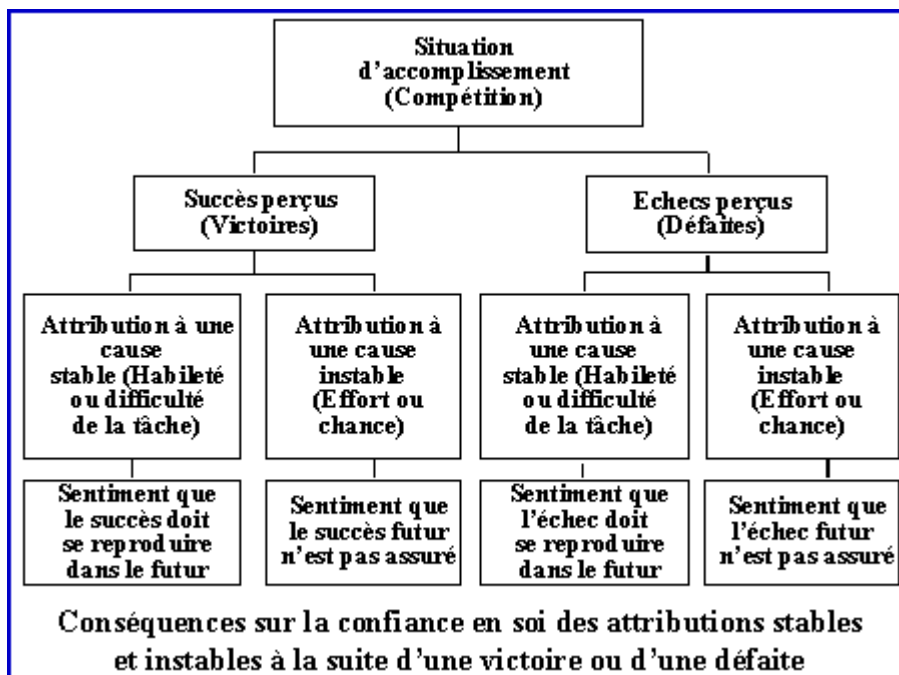 Situation
d'accomplissement
(Compétition)
Succès perçus
(Victoires)
Echecs perçus
(Défaites)
Attribution à une
cause
stable (Habileté
ou difficulté
de la tâche)
Attribution à
une cause
instable
(Effort ou
chance)
Attribution à
une cause
stable (Habileté
ou difficulté
de la tâche)
Attribution à
une cause
instable
(Effort ou
chance)
Sentiment que
le succès doit
se reproduire
dans le futur
Sentiment que
le succès futur
n'est pas assuré
Sentiment que
l'échec doit
se reproduire
dans le futur
Sentiment que
l'échec futur
n'est pas assuré
Conséquences sur la confiance en soi des attributions stables
et instables à la suite d'une victoire ou d'une défaite